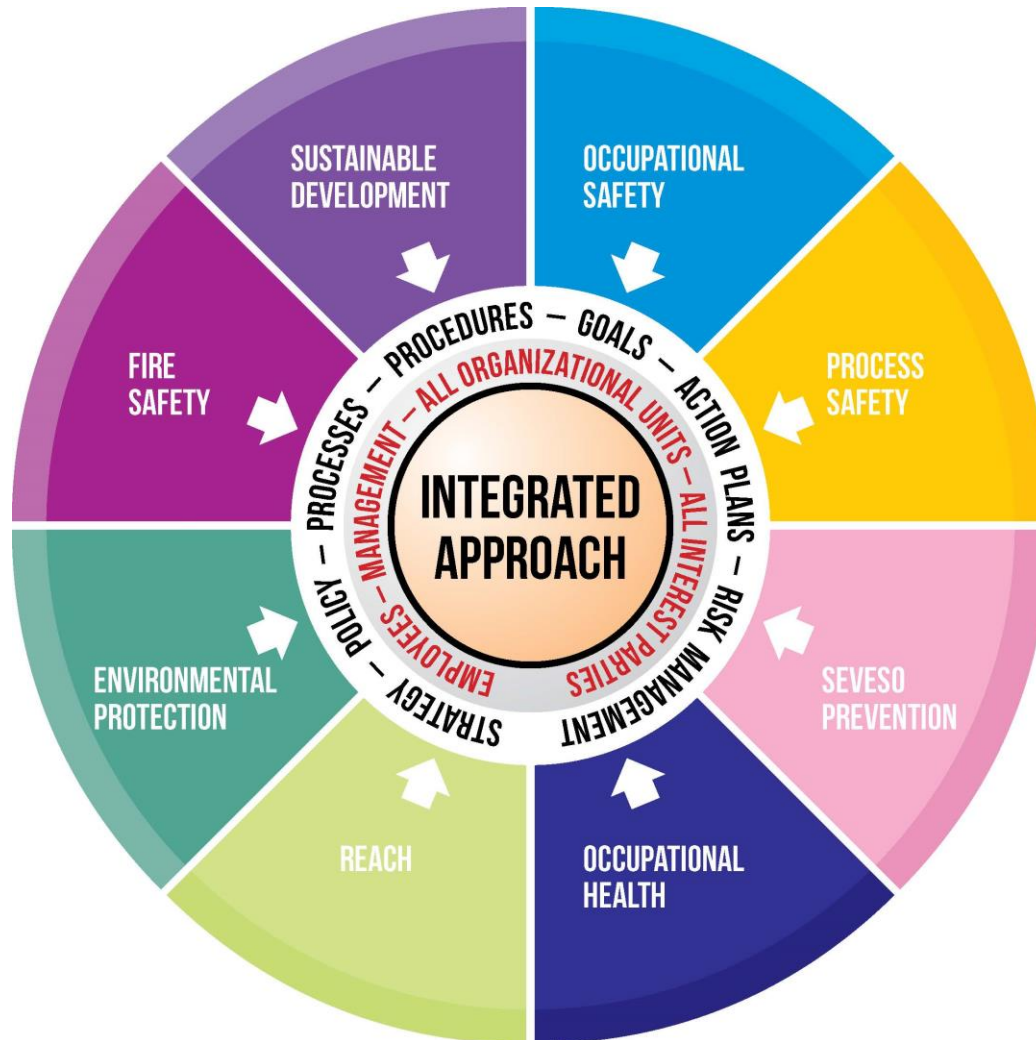 SUSTAINABLE
DEVELOPMENT
OCCUPATIONAL
SAFETY
PROCESS
SAFETY
SEVESO
PREVENTION
OCCUPATIONAL
HEALTH
REACH
ENVIRONMENTAL
PROTECTION
FIRE
SAFETY
STRATEGY – POLICY – PROCESSES – PROCEDURES – GOALS – ACTION PLANS – RISK MANAGEMENT
EMPLOYEES – MANAGEMENT – ALL ORGANIZATIONAL UNITS – ALL INTEREST PARTIES
INTEGRATED
APPROACH